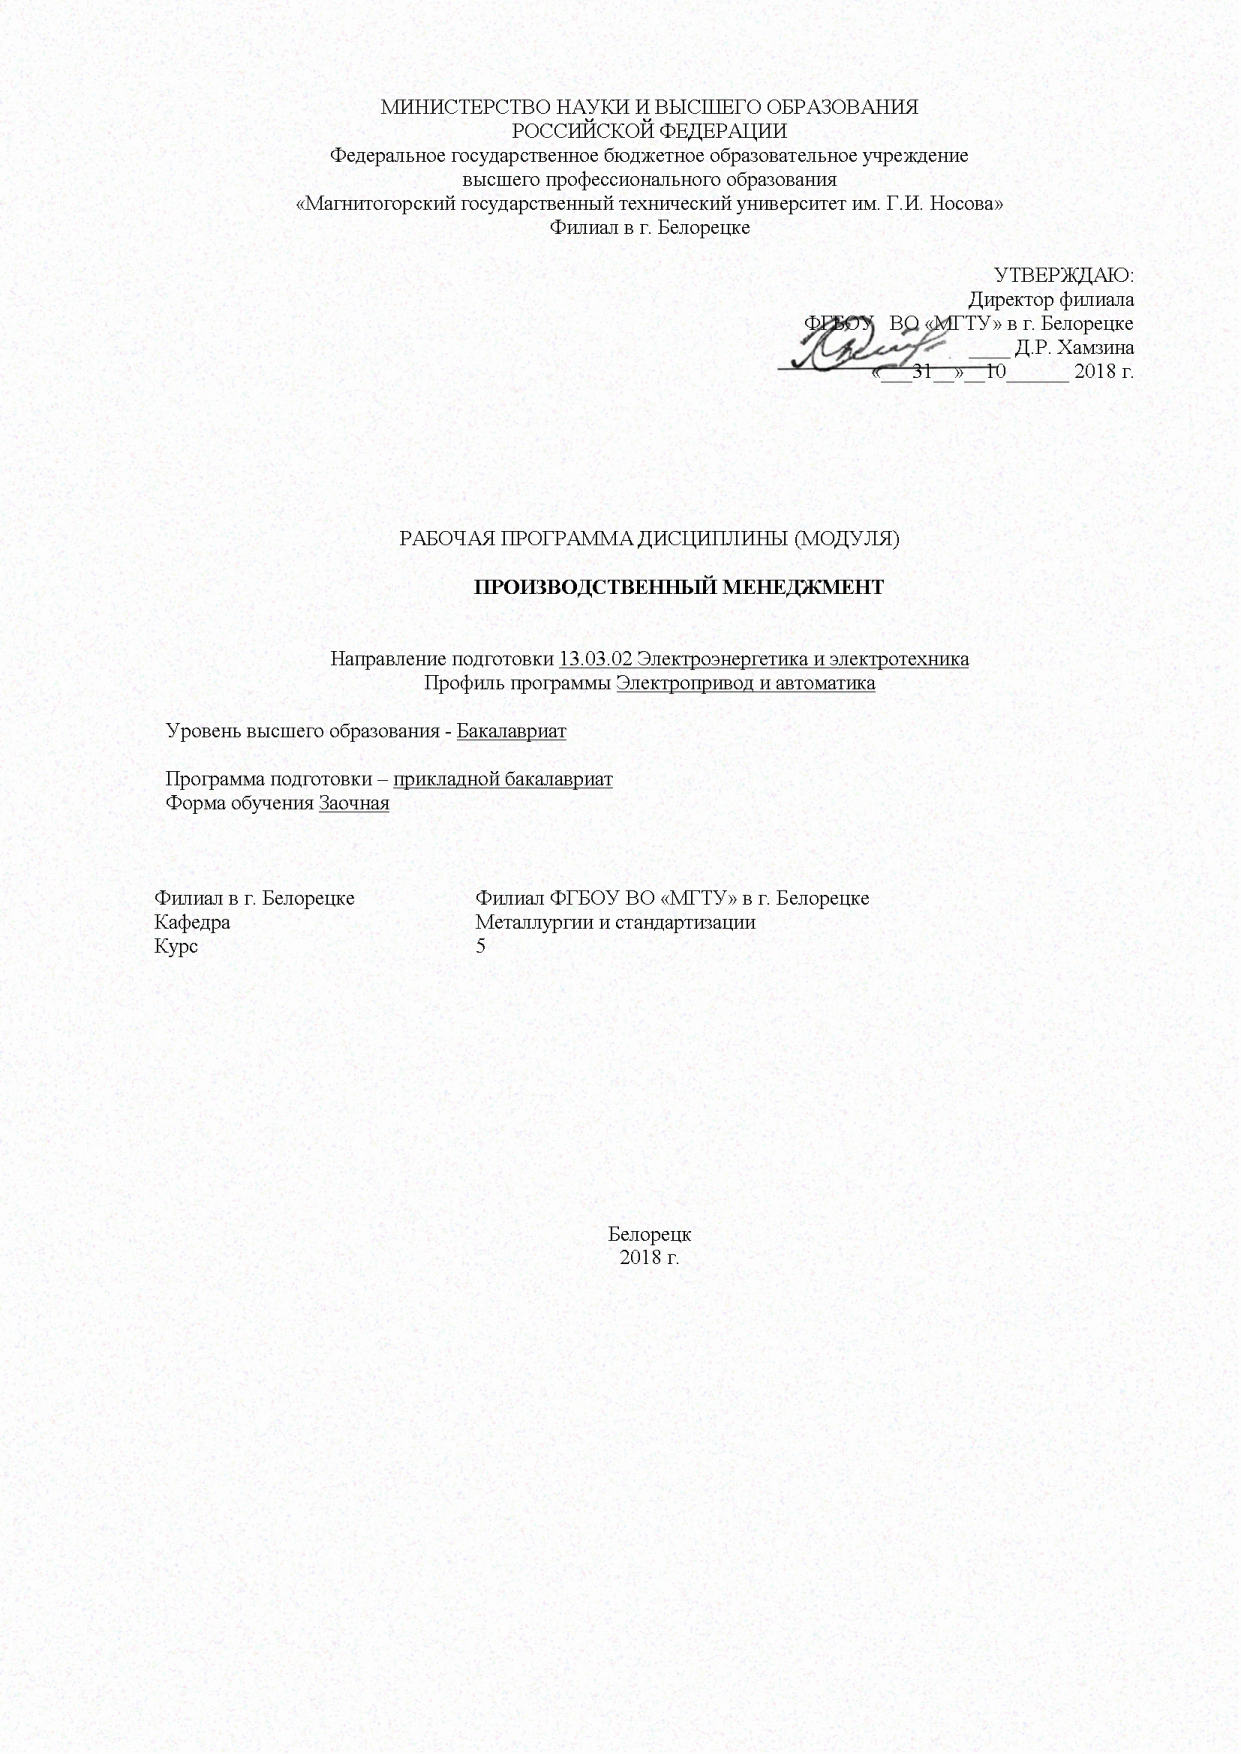 МИНИСТЕРСТВО НАУКИ И ВЫСШЕГО ОБРАЗОВАНИЯ
РОССИЙСКОЙ ФЕДЕРАЦИИ
Федеральное государственное бюджетное образовательное учреждение
высшего профессионального образования
«Магнитогорский государственный технический университет им. Г.И. Носова»
Филиал в г. Белорецке
УТВЕРЖДАЮ:
Директор филиала
ФГБОУ ВО «МГТУ» в г. Белорецке
____ Д.Р. Хамзина
«___31__»__10______ 2018 г.
РАБОЧАЯ ПРОГРАММА ДИСЦИПЛИНЫ (МОДУЛЯ)
ПРОИЗВОДСТВЕННЫЙ МЕНЕДЖМЕНТ
Направление подготовки 13.03.02 Электроэнергетика и электротехника
Профиль программы Электропривод и автоматика
Уровень высшего образования - Бакалавриат
Программа подготовки – прикладной бакалавриат
Форма обучения Заочная
Филиал в г. Белорецке Филиал ФГБОУ ВО «МГТУ» в г. Белорецке
Кафедра Металлургии и стандартизации
Курс 5
Белорецк
2018 г.